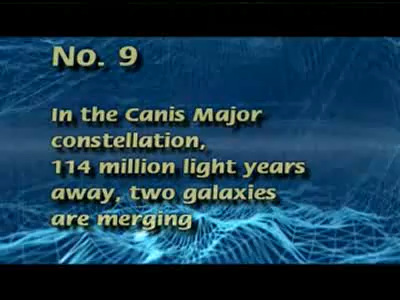 No. 9
In the Canis Major
constellation,
114 million light years
away, two galaxies
are merging